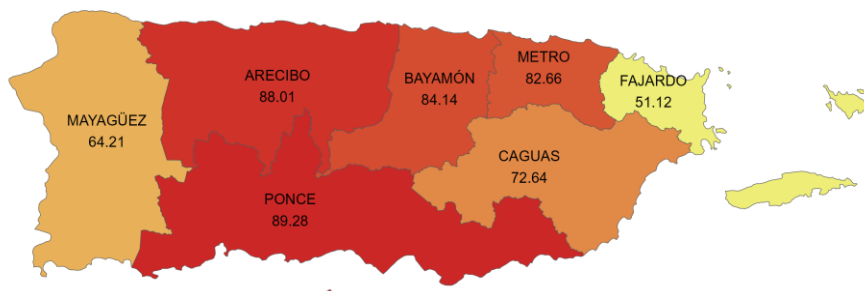 METRO
82.66
ARECIBO
88.01
BAYAMÓN
84.14
FAJARDO
51.12
MAYAGÜEZ
64.21
CAGUAS
72.64
PONCE
89.28